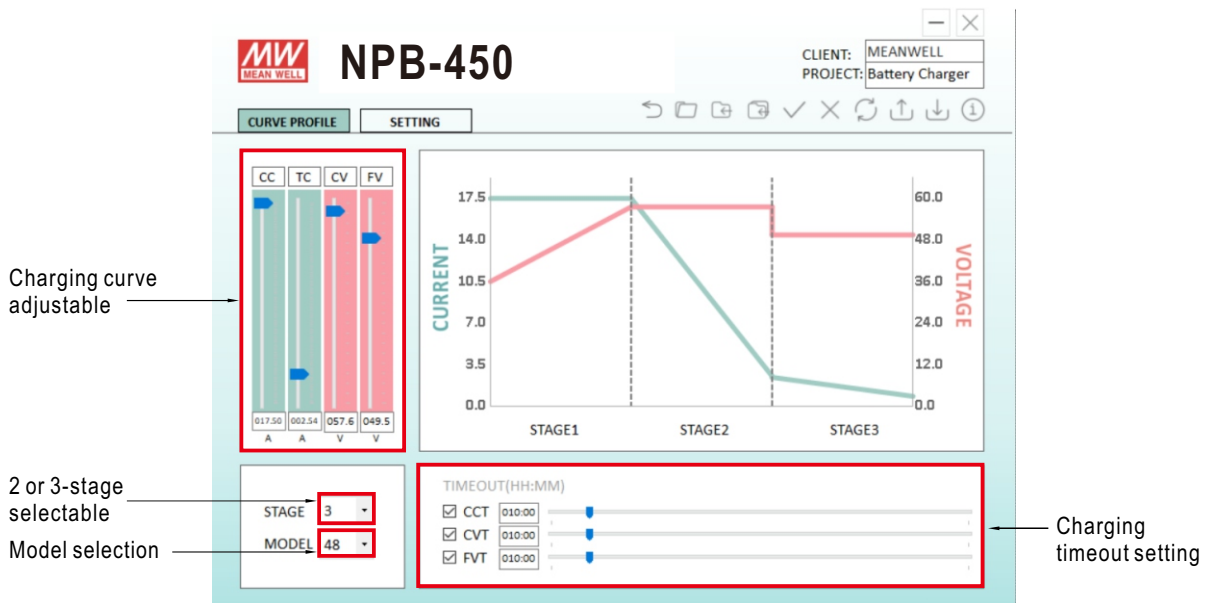 MW
MEAN WELL
NPB-450
CLIENT: MEANWELL
PROJECT: Battery Charger
CURVE PROFILE SETTING
i
CC TC CV FV
017.50 002.54 057.6 049.5
A A V V
CURRENT
17.5
14.0
10.5
7.0
3.5
0.0
60.0
48.0
36.0
24.0
12.0
0.0
VOLTAGE
STAGE1 STAGE2 STAGE3
Charging curve
adjustable
2 or 3-stage
selectable
Model selection
STAGE 3
MODEL 48
TIMEOUT(HH:MM)
CCT 010:00
CVT 010:00
FVT 010:00
Charging
timeout setting